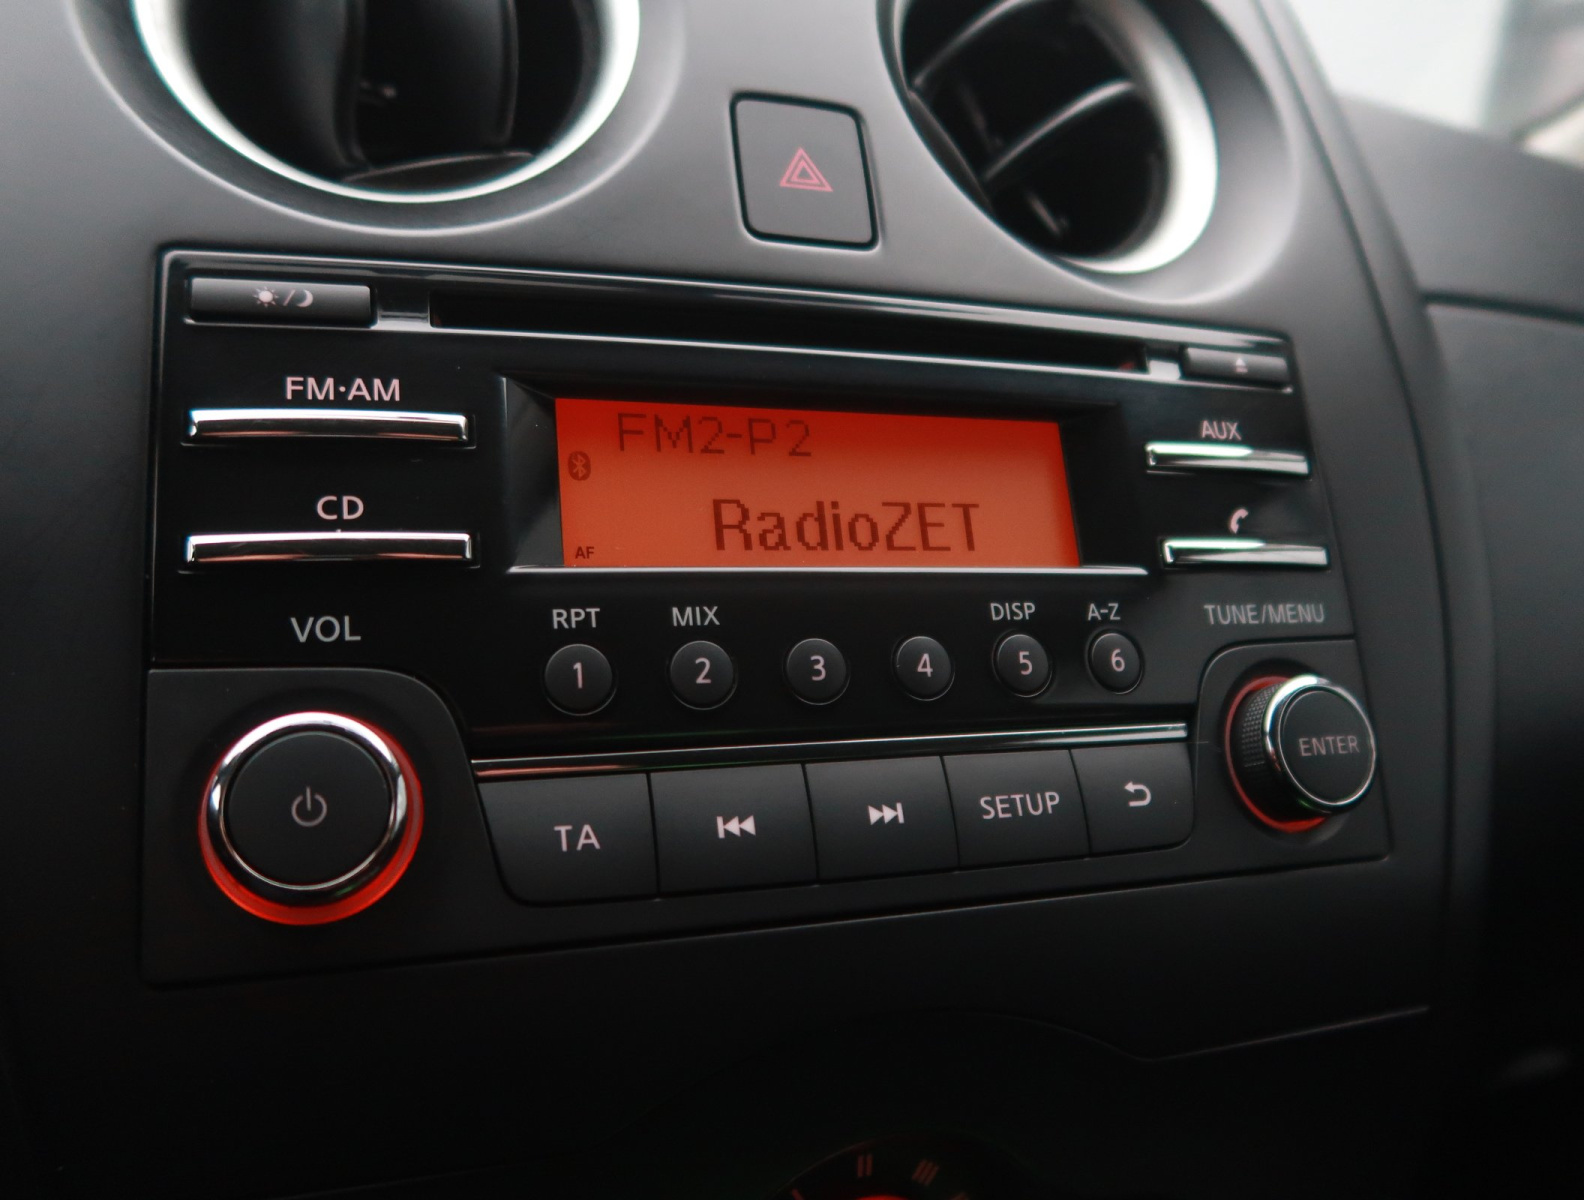 FM·AM
CD
VOL
FM2-P2
RadioZET
AF
AUX
RPT
MIX
DISP
A-Z
TUNE/MENU
1
2
3
4
5
6
TA
SETUP
ENTER